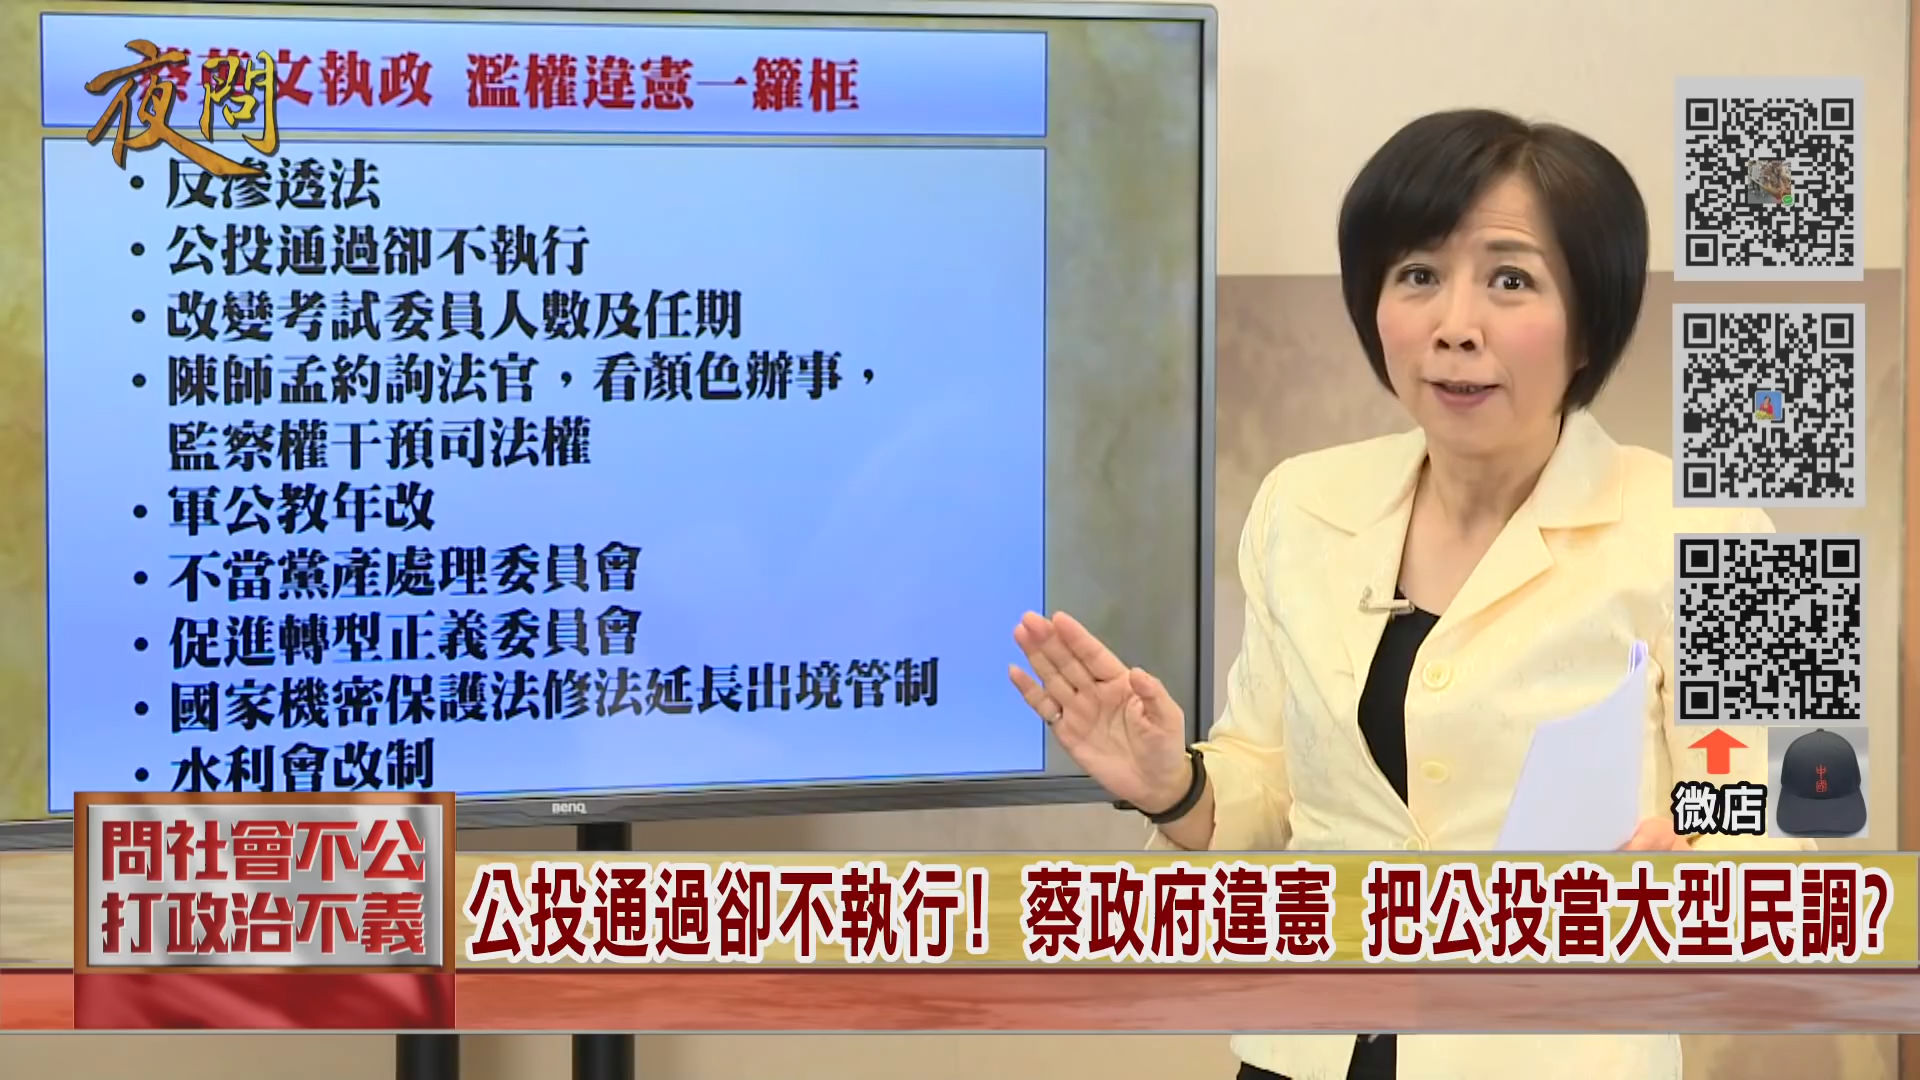 夜問
文執政 濫權違憲一籮框
・反滲透法
・公投通過卻不執行
・改變考試委員人數及任期
・陳師孟約詢法官，看顏色辦事，
監察權干預司法權
・軍公教年改
・不當黨產處理委員會
・促進轉型正義委員會
・國家機密保護法修法延長出境管制
・水利會改制
BenQ
微店
中國
問社會不公
打政治不義
公投通過卻不執行! 蔡政府違憲 把公投當大型民調?